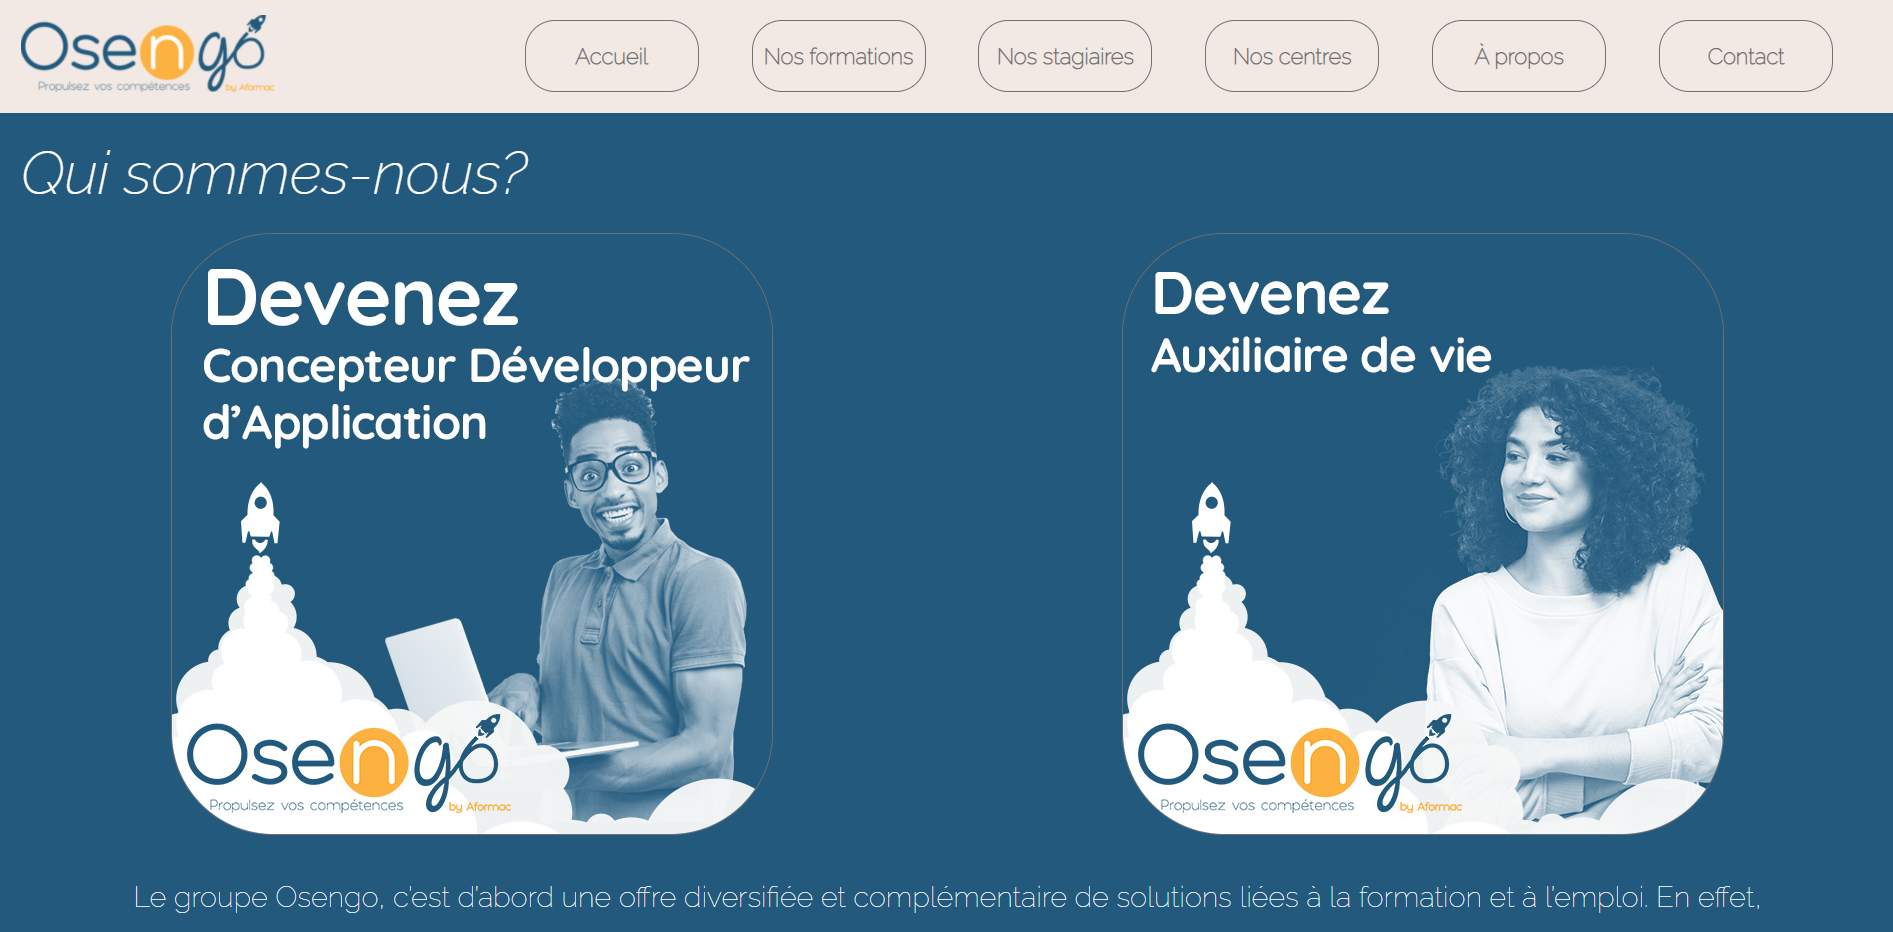 Osengo
Propulsez vos compétences
by Aformac
Accueil
Nos formations
Nos stagiaires
Nos centres
À propos
Contact
Qui sommes-nous?
Devenez
Concepteur Développeur
d’Application
Osengo
Propulsez vos compétences
by Aformac
Devenez
Auxiliaire de vie
Osengo
Propulsez vos compétences
by Aformac
Le groupe Osengo, c'est d'abord une offre diversifiée et complémentaire de solutions liées à la formation et à l'emploi. En effet,